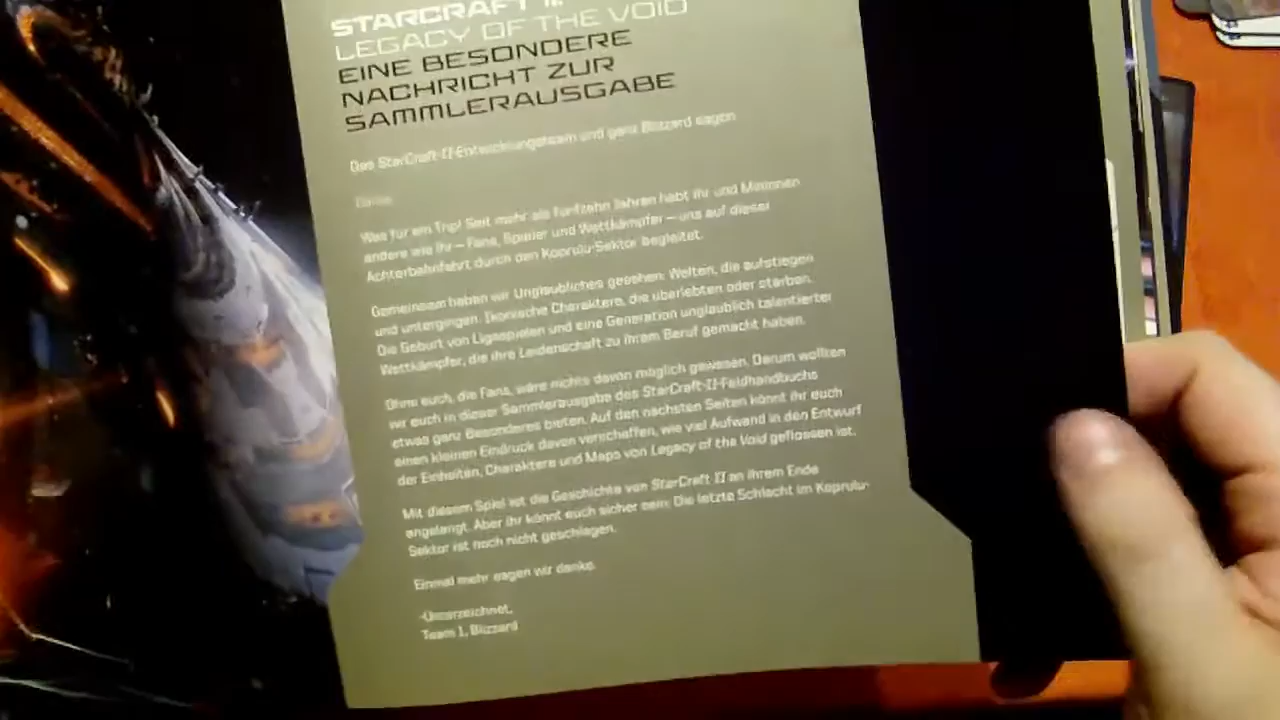 STARCRAFT II:
LEGACY OF THE VOID
EINE BESONDERE
NACHRICHT ZUR
SAMMLERAUSGABE
Das StarCraft-II-Entwicklungsteam und ganz Blizzard sagen
Danke.
Was für ein Trip! Seit mehr als fünfzehn Jahren habt ihr und Millionen
andere wie ihr – Fans, Spieler und Wettkämpfer – uns auf dieser
Achterbahnfahrt durch den Koprulu-Sektor begleitet.
Gemeinsam haben wir Unglaubliches gesehen: Welten, die aufstiegen
und untergingen. Ikonische Charaktere, die überlebten oder starben.
Die Geburt von Ligaspielen und eine Generation unglaublich talentierter
Wettkämpfer, die ihre Leidenschaft zu ihrem Beruf gemacht haben.
Ohne euch, die Fans, wäre nichts davon möglich gewesen. Darum wollten
wir euch in dieser Sammlerausgabe des StarCraft-II-Feldhandbuchs
etwas ganz Besonderes bieten. Auf den nächsten Seiten könnt ihr euch
einen kleinen Eindruck davon verschaffen, wie viel Aufwand in den Entwurf
der Einheiten, Charaktere und Maps von Legacy of the Void geflossen ist.
Mit diesem Spiel ist die Geschichte von StarCraft II an ihrem Ende
angelangt. Aber ihr könnt euch sicher sein: Die letzte Schlacht im Koprulu-
Sektor ist noch nicht geschlagen.
Einmal mehr sagen wir danke.
-Unterzeichnet,
Team 1, Blizzard